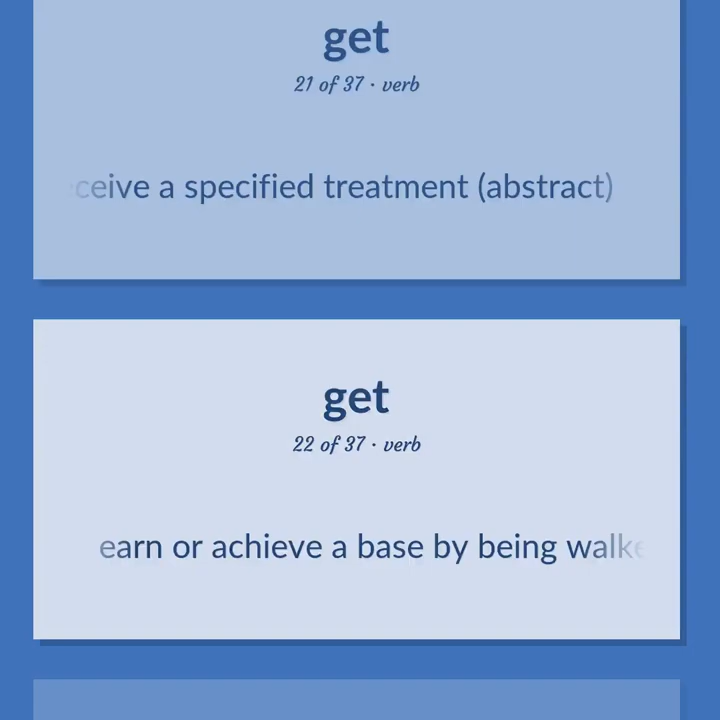 get
21 of 37 · verb
ceive a specified treatment (abstract)
get
22 of 37 · verb
earn or achieve a base by being walke